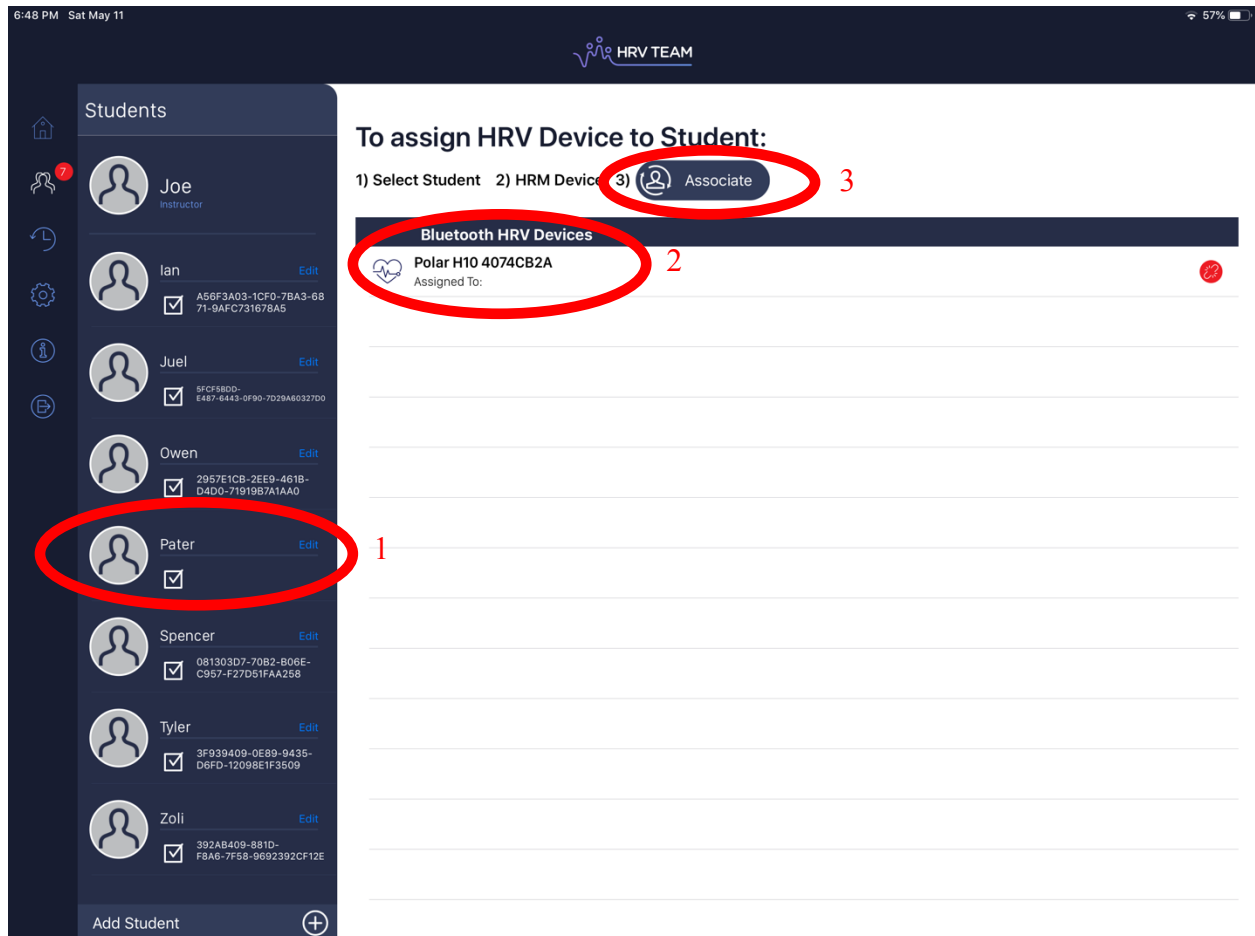 6:48 PM Sat May 11
57%
HRV TEAM
Students
7
Joe
Instructor
Ian Edit
A56F3A03-1CF0-7BA3-68
71-9AFC731678A5
Juel Edit
5FCF5BDD-
E487-6443-0F90-7D29A60327D0
Owen Edit
2957E1CB-2EE9-461B-
D4D0-71919B7A1AA0
Pater Edit
1
Spencer Edit
081303D7-70B2-B06E-
C957-F27D51FAA258
Tyler Edit
3F939409-0E89-9435-
D6FD-12098E1F3509
Zoli Edit
392AB409-881D-
F8A6-7F58-9692392CF12E
Add Student
To assign HRV Device to Student:
1) Select Student 2) HRM Device 3) Associate
3
Bluetooth HRV Devices
Polar H10 4074CB2A
Assigned To:
2